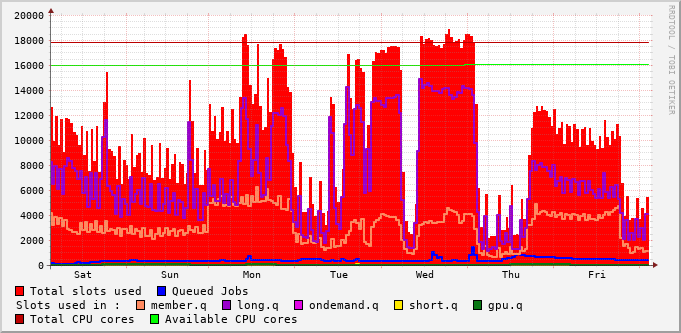 20000
18000
16000
14000
12000
10000
8000
6000
4000
2000
0
Sat Sun Mon Tue Wed Thu Fri
RRDTOOL / TOBI OETIKER
Total slots used Queued Jobs
Slots used in : member.q long.q ondemand.q short.q gpu.q
Total CPU cores Available CPU cores